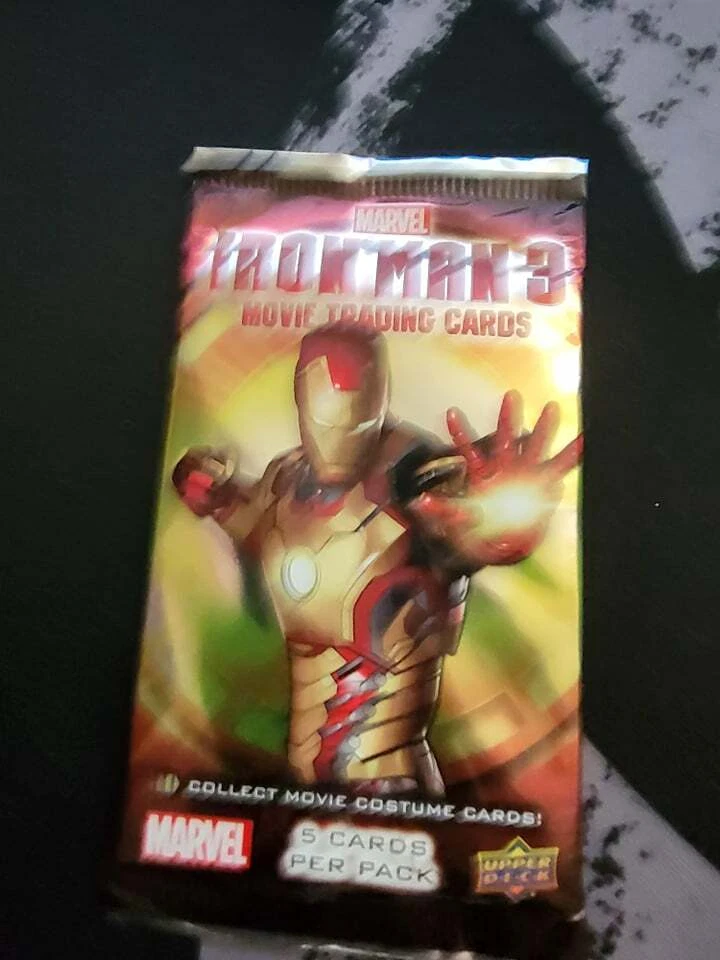 MARVEL
IRON MAN 3
MOVIE TRADING CARDS
COLLECT MOVIE COSTUME CARDS!
MARVEL
5 CARDS
PER PACK
UPPER
DECK